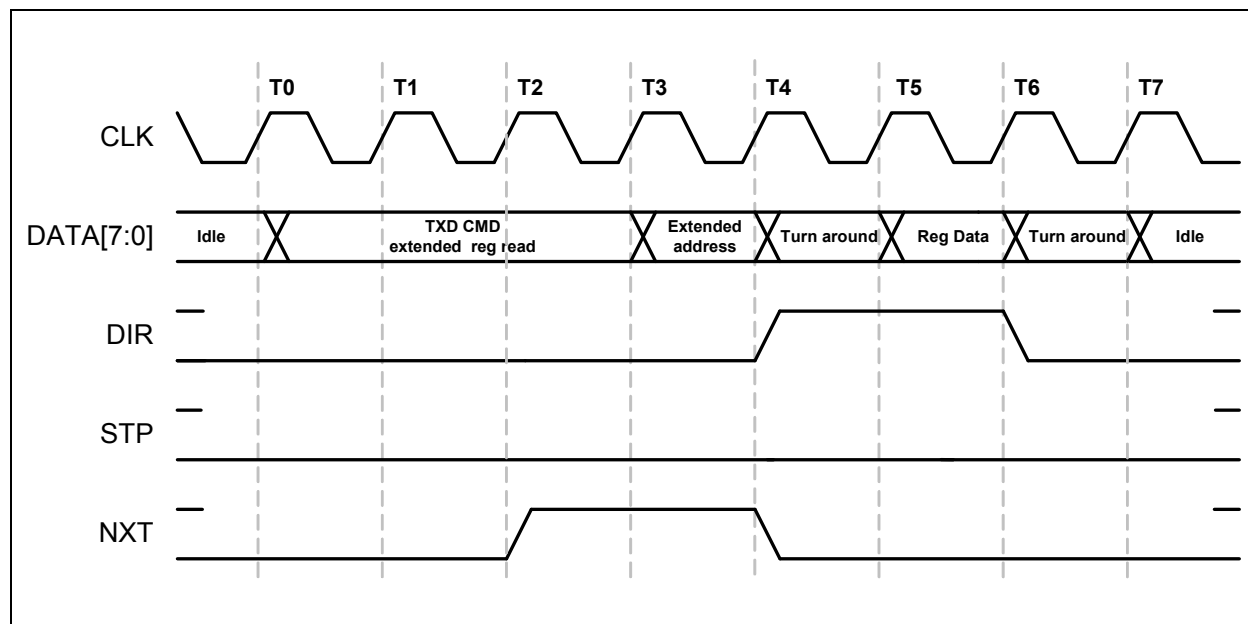 T0 T1 T2 T3 T4 T5 T6 T7
CLK
DATA[7:0]
Idle
TXD CMD
extended reg read
Extended
address
Turn around
Reg Data
Turn around
Idle
DIR
STP
NXT